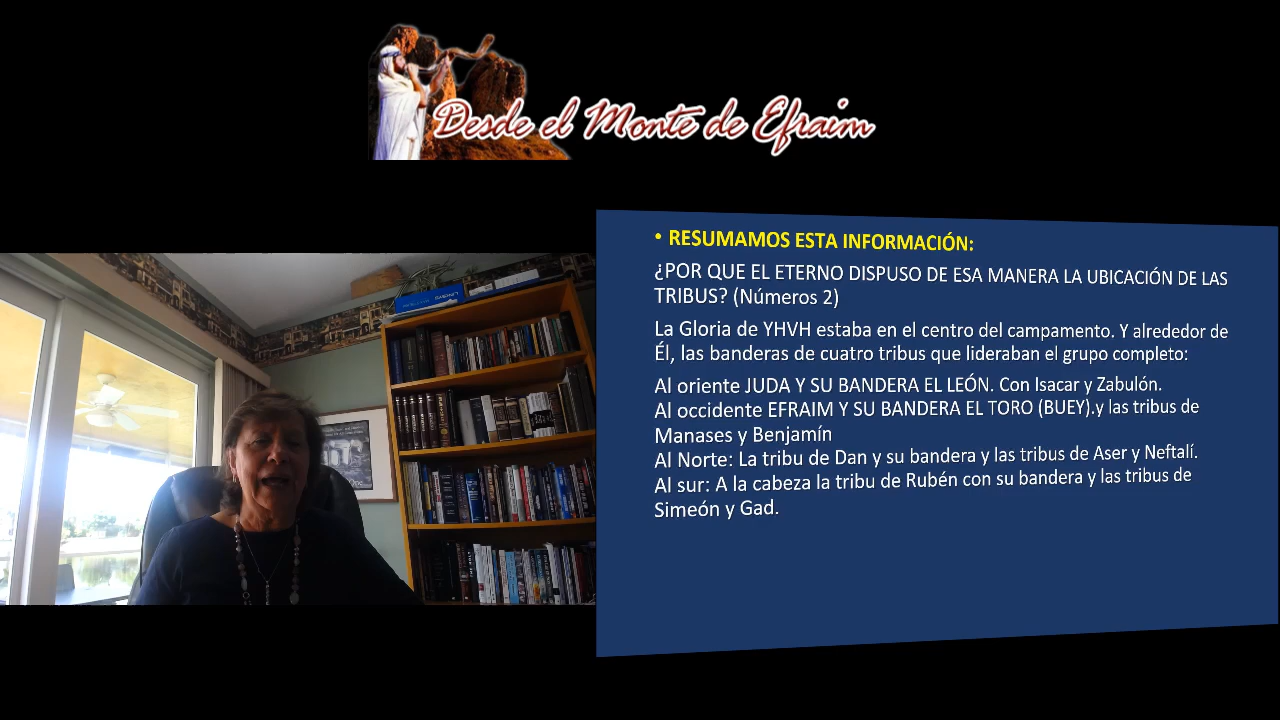 Desde el Monte de Efraim
• RESUMAMOS ESTA INFORMACIÓN:
¿POR QUE EL ETERNO DISPUSO DE ESA MANERA LA UBICACIÓN DE LAS
TRIBUS? (Números 2)
La Gloria de YHVH estaba en el centro del campamento. Y alrededor de
Él, las banderas de cuatro tribus que lideraban el grupo completo:
Al oriente JUDA Y SU BANDERA EL LEÓN. Con Isacar y Zabulón.
Al occidente EFRAIM Y SU BANDERA EL TORO (BUEY).y las tribus de
Manases y Benjamín
Al Norte: La tribu de Dan y su bandera y las tribus de Aser y Neftalí.
Al sur: A la cabeza la tribu de Rubén con su bandera y las tribus de
Simeón y Gad.